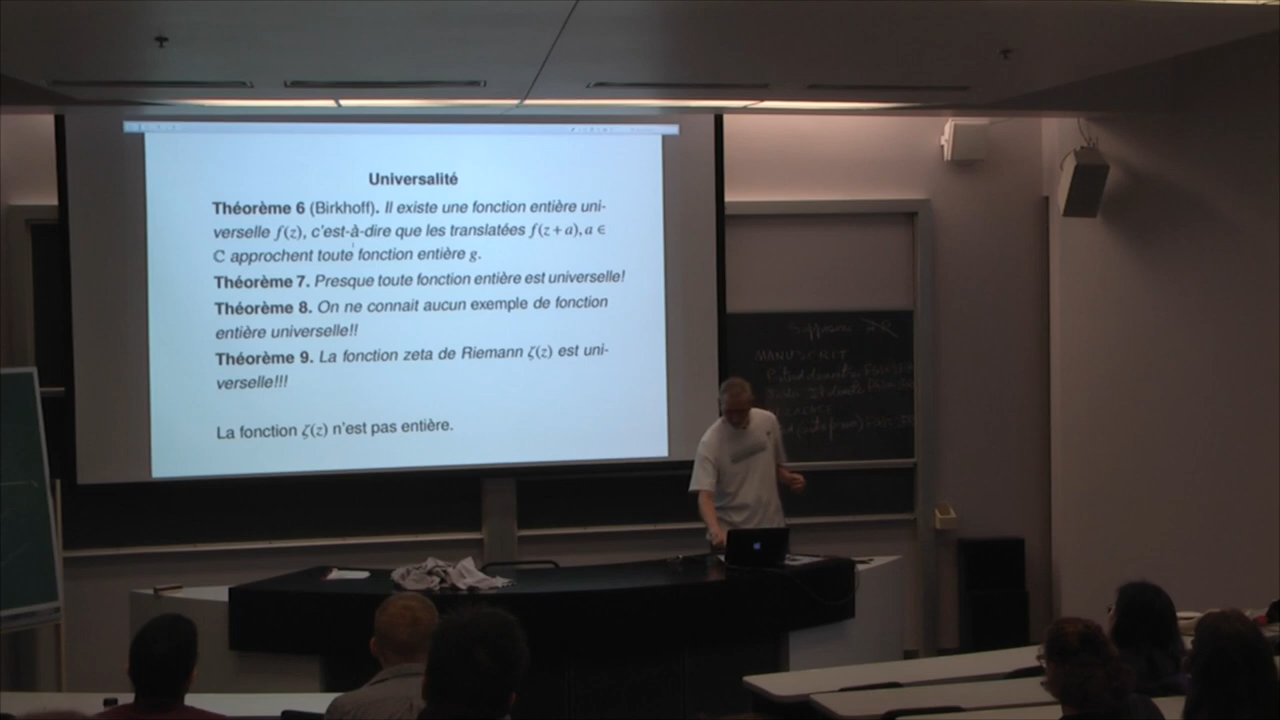 Universalité
Théorème 6 (Birkhoff). Il existe une fonction entière uni-
verselle f(z), c'est-à-dire que les translatées f(z+a), a ∈
ℂ approchent toute fonction entière g.
Théorème 7. Presque toute fonction entière est universelle!
Théorème 8. On ne connait aucun exemple de fonction
entière universelle!!
Théorème 9. La fonction zeta de Riemann ζ(z) est uni-
verselle!!!
La fonction ζ(z) n'est pas entière.
MANUSCRIT